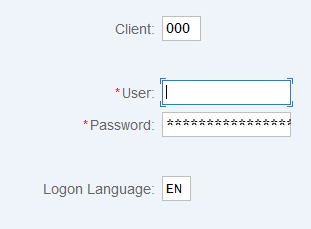 Client: 000
*User:
*Password: ****************
Logon Language: EN